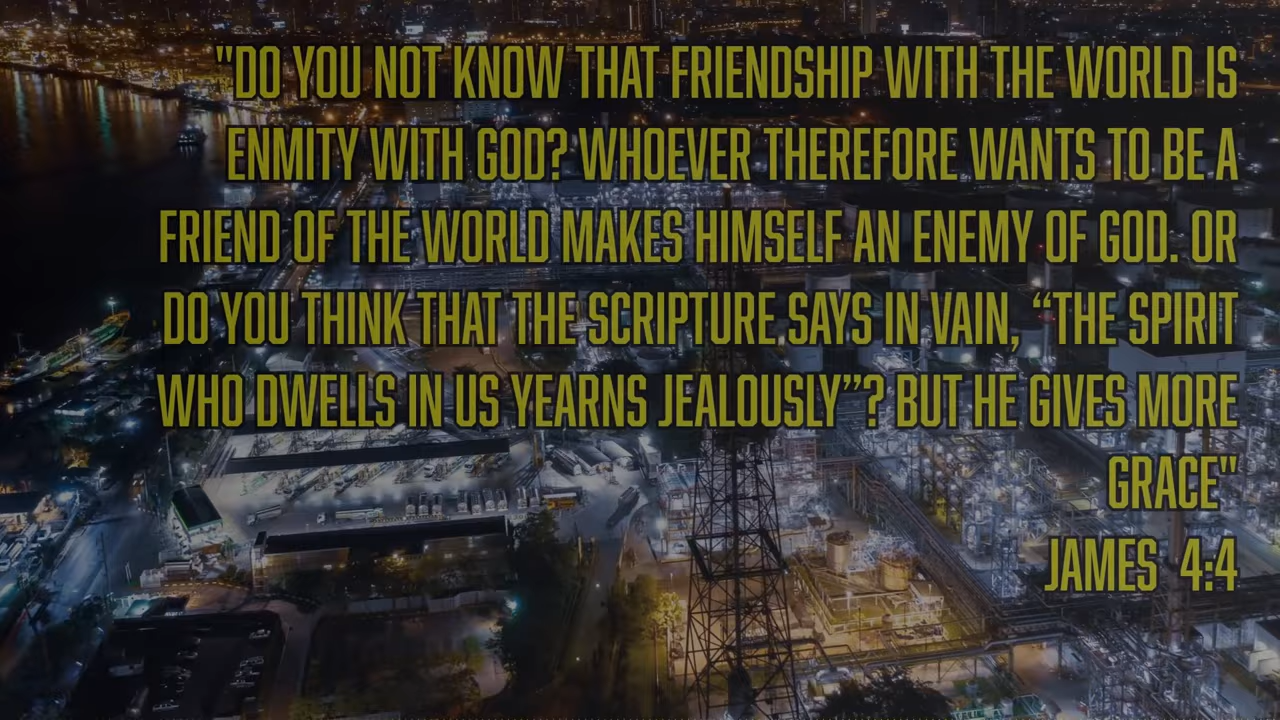 "DO YOU NOT KNOW THAT FRIENDSHIP WITH THE WORLD IS
ENMITY WITH GOD? WHOEVER THEREFORE WANTS TO BE A
FRIEND OF THE WORLD MAKES HIMSELF AN ENEMY OF GOD. OR
DO YOU THINK THAT THE SCRIPTURE SAYS IN VAIN, “THE SPIRIT
WHO DWELLS IN US YEARNS JEALOUSLY”? BUT HE GIVES MORE
GRACE"
JAMES 4:4